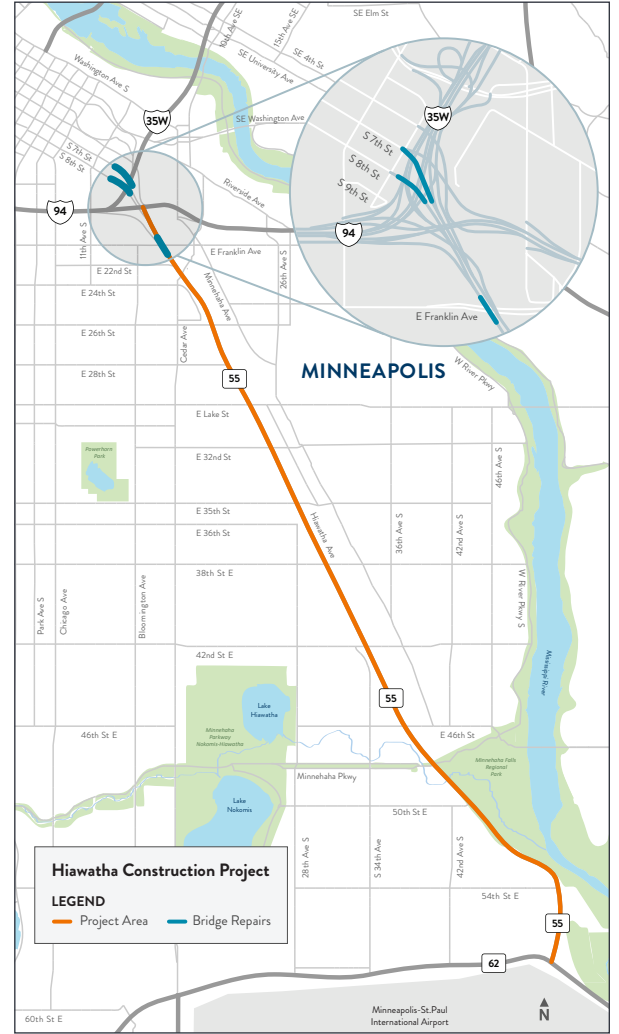 SE Elm St
10th Ave SE
15th Ave SE
SE 4th St
SE University Ave
Washington Ave S
35W
SE Washington Ave
S 7th St
S 8th St
Riverside Ave
94
11th Ave S
E Franklin Ave
26th Ave S
E 22nd St
E 24th St
Minnehaha Ave
E 26th St
Cedar Ave
E 28th St
55
35W
S 7th St
S 8th St
S 9th St
94
E Franklin Ave
MINNEAPOLIS
W River Pkwy
E Lake St
Powderhorn
Park
E 32nd St
46th Ave S
E 35th St
E 36th St
Hiawatha Ave
36th Ave S
42nd Ave S
38th St E
Park Ave S
Chicago Ave
Bloomington Ave
W River Pkwy S
42nd St E
Mississippi River
Lake
Hiawatha
55
46th St E
Minnehaha
Parkway
Nokomis-Hiawatha
E 46th St
Minnehaha Falls
Regional
Park
Minnehaha Pkwy
Lake
Nokomis
50th St E
28th Ave S
S 34th Ave
42nd Ave S
54th St E
55
Hiawatha Construction Project
LEGEND
Project Area
Bridge Repairs
62
60th St E
Minneapolis-St.Paul
International Airport
N